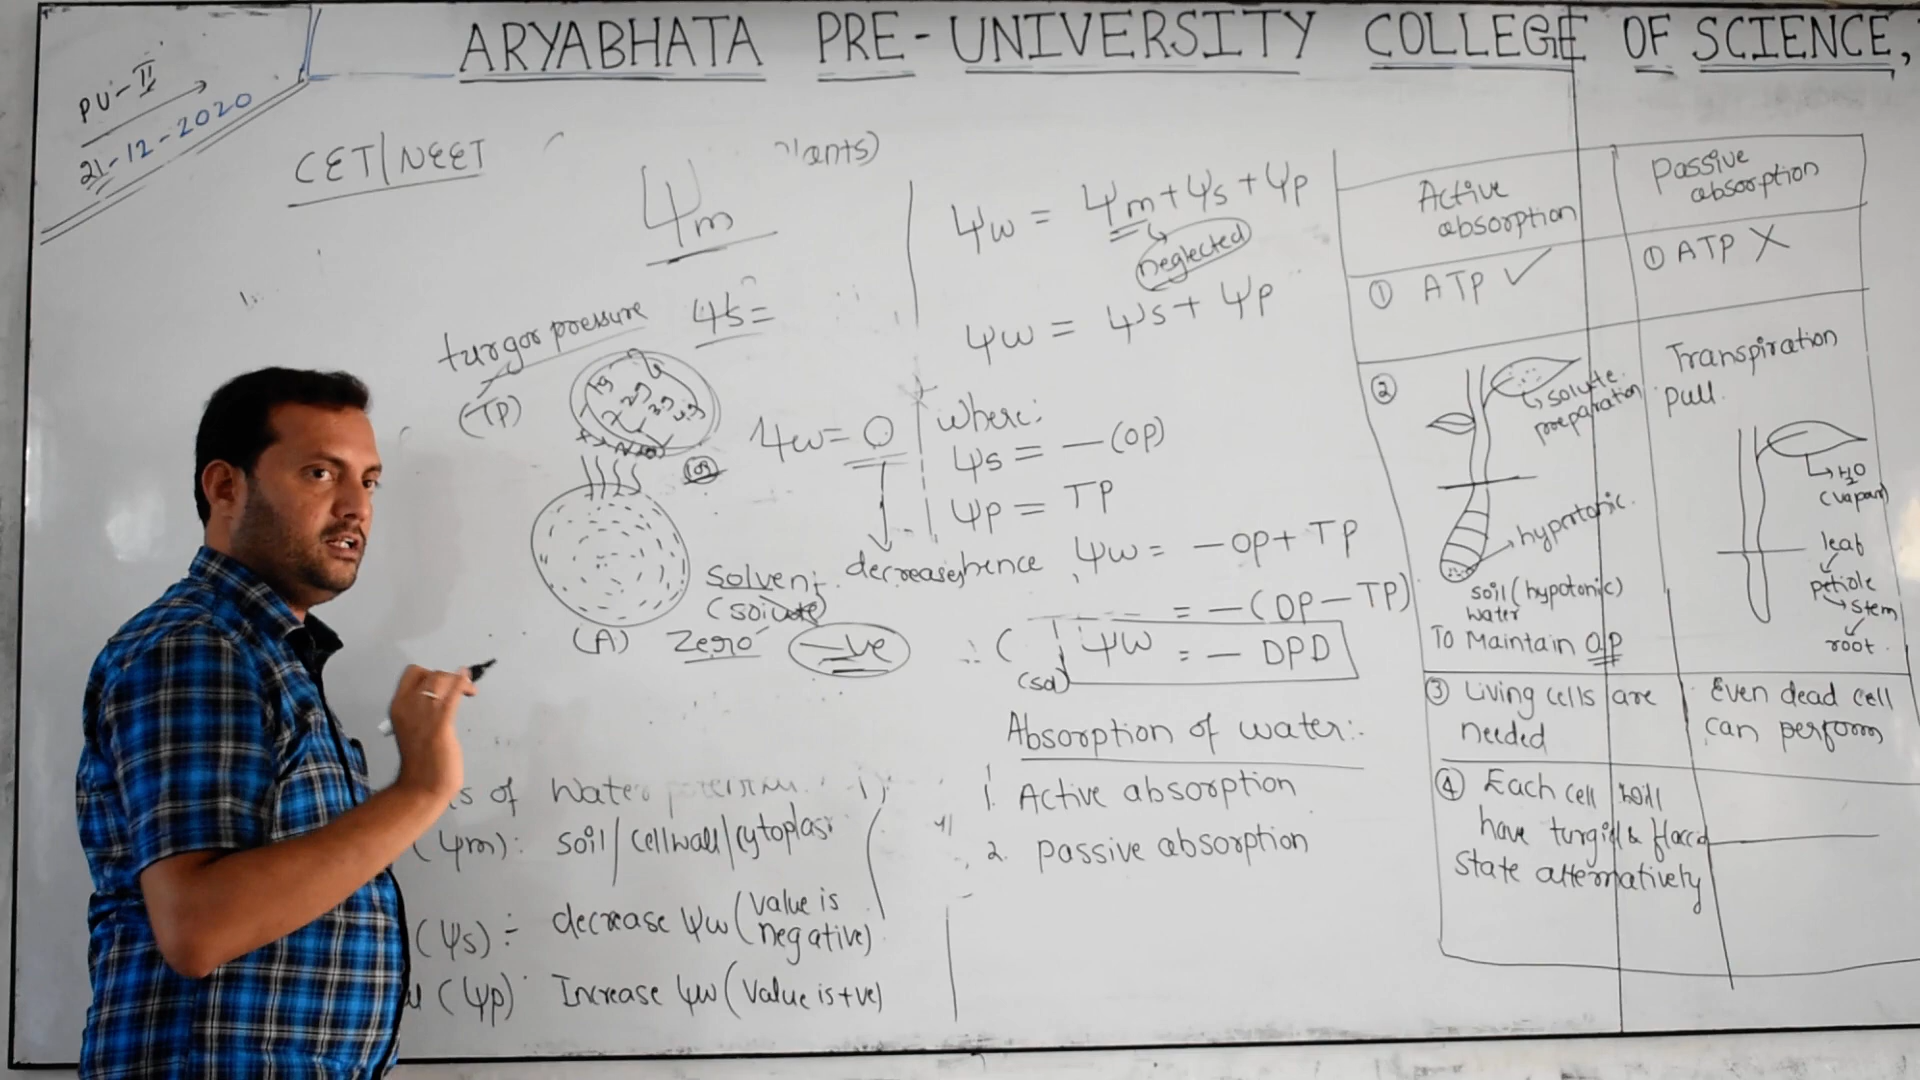 ARYABHATA PRE-UNIVERSITY COLLEGE OF SCIENCE,
PU-II
21-12-2020
CET/NEET
lants)
Ψm
turgor pressure
(TP)
Ψs =
Ψw = 0
decreases
solvent
(solute)
(A) Zero -ve
s of Water
(Ψm): soil/cellwall/cytoplas
(Ψs) :- decrease Ψw (value is negative)
(Ψp) Increase Ψw (value is +ve)
Ψw = Ψm + Ψs + Ψp
neglected
Ψw = Ψs + Ψp
where:
Ψs = -(OP)
Ψp = TP
hence, Ψw = -OP + TP
= -(OP - TP)
∴ ( Ψw = - DPD
Absorption of water:-
1. Active absorption
2. passive absorption
Active absorption
Passive absorption
① ATP ✓
① ATP X
②
solute preparation
hypertonic.
soil (hypotonic)
water
To Maintain OP
Transpiration
pull.
H2O
(vapar)
leaf
petiole
stem
root.
③ Living cells are
needed
Even dead cell
can perform
④ Each cell will
have turgid & flaccid
state alternatively